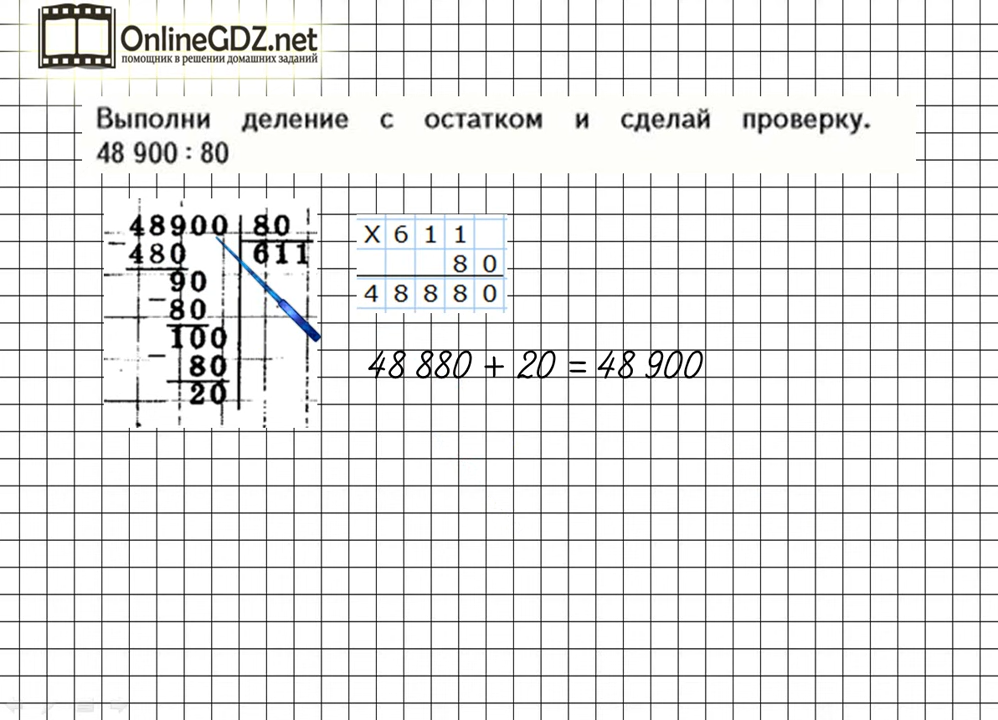 OnlineGDZ.net
помощник в решении домашних заданий
Выполни деление с остатком и сделай проверку.
48 900 : 80
48900 80
− 480 611
90
− 80
100
− 80
20
X 6 1 1
8 0
4 8 8 8 0
48 880 + 20 = 48 900